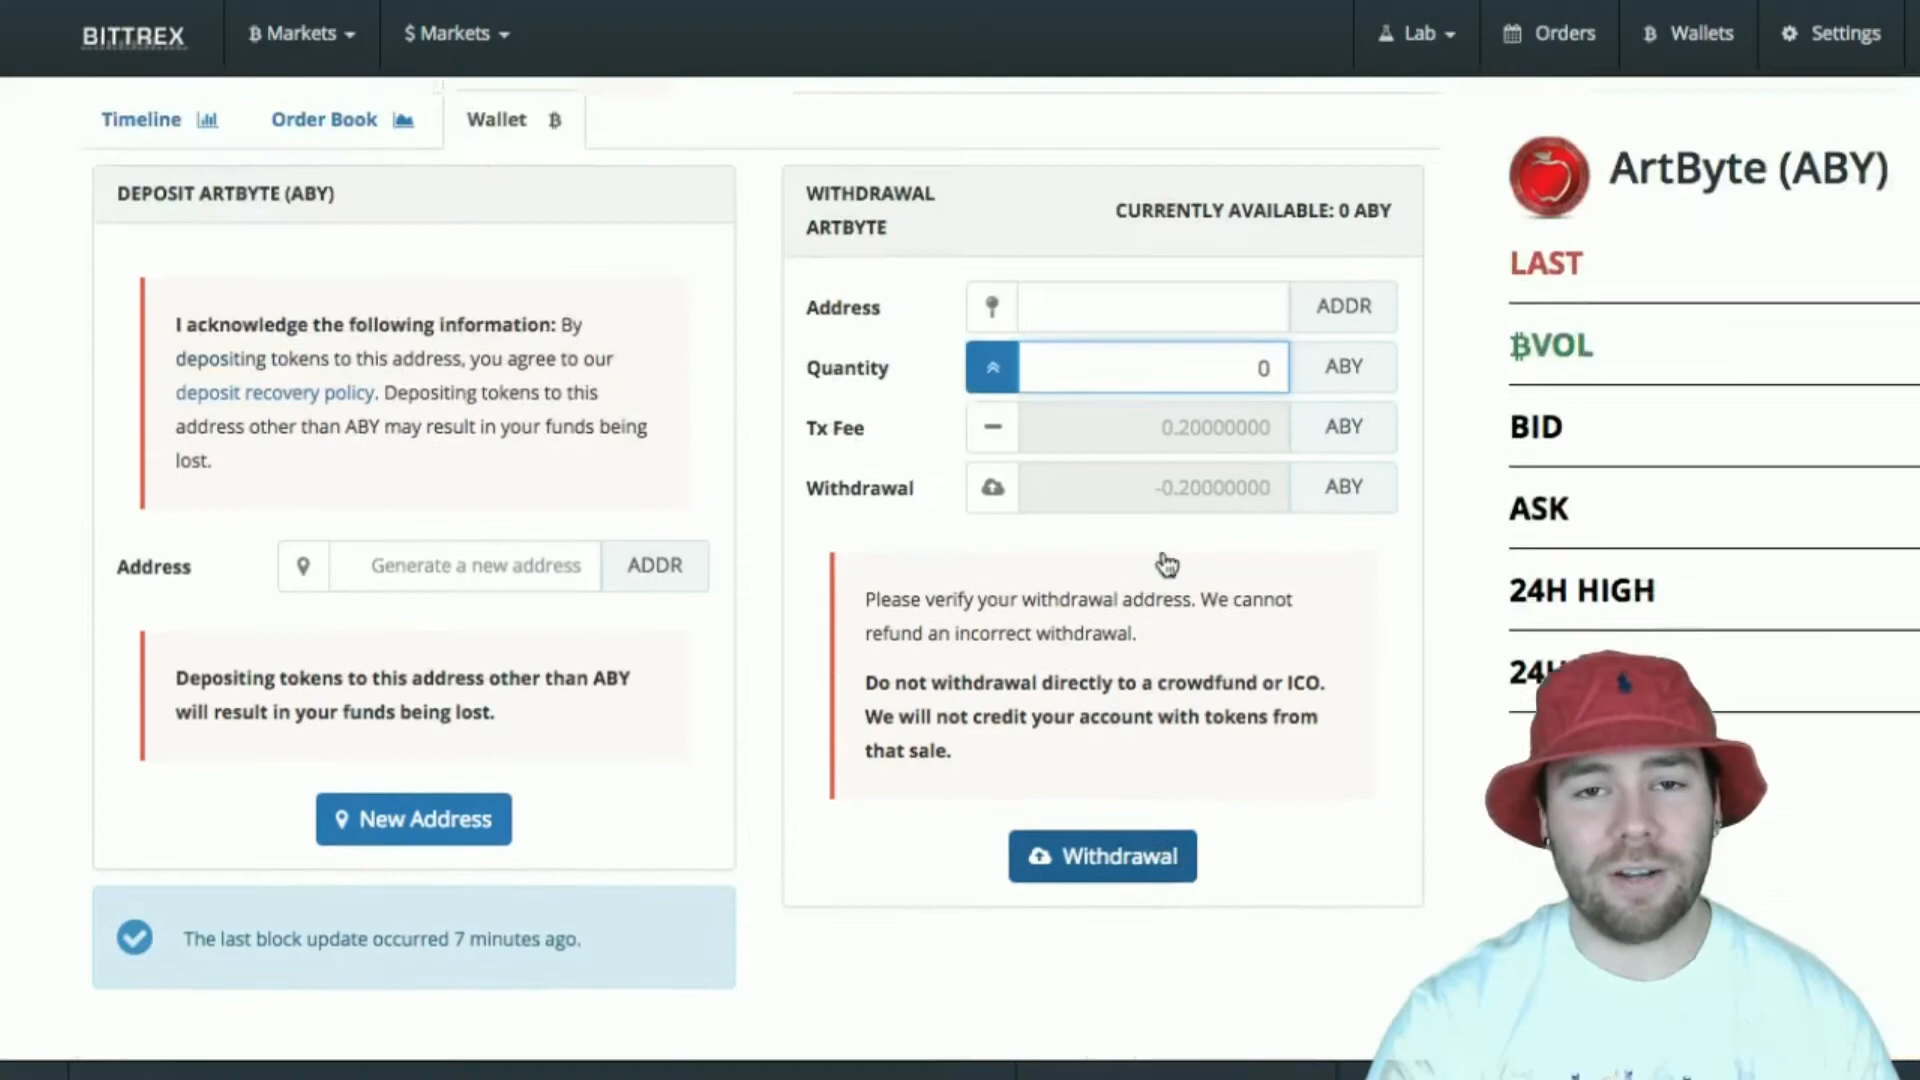 BITTREX
Ƀ Markets
$ Markets
Lab
Orders
Ƀ Wallets
Settings
Timeline
Order Book
Wallet Ƀ
DEPOSIT ARTBYTE (ABY)
I acknowledge the following information: By
depositing tokens to this address, you agree to our
deposit recovery policy. Depositing tokens to this
address other than ABY may result in your funds being
lost.
Address
Generate a new address
ADDR
Depositing tokens to this address other than ABY
will result in your funds being lost.
New Address
The last block update occurred 7 minutes ago.
WITHDRAWAL
ARTBYTE
CURRENTLY AVAILABLE: 0 ABY
Address
ADDR
Quantity
0
ABY
Tx Fee
0.20000000
ABY
Withdrawal
-0.20000000
ABY
Please verify your withdrawal address. We cannot
refund an incorrect withdrawal.
Do not withdrawal directly to a crowdfund or ICO.
We will not credit your account with tokens from
that sale.
Withdrawal
ArtByte (ABY)
LAST
ɃVOL
BID
ASK
24H HIGH